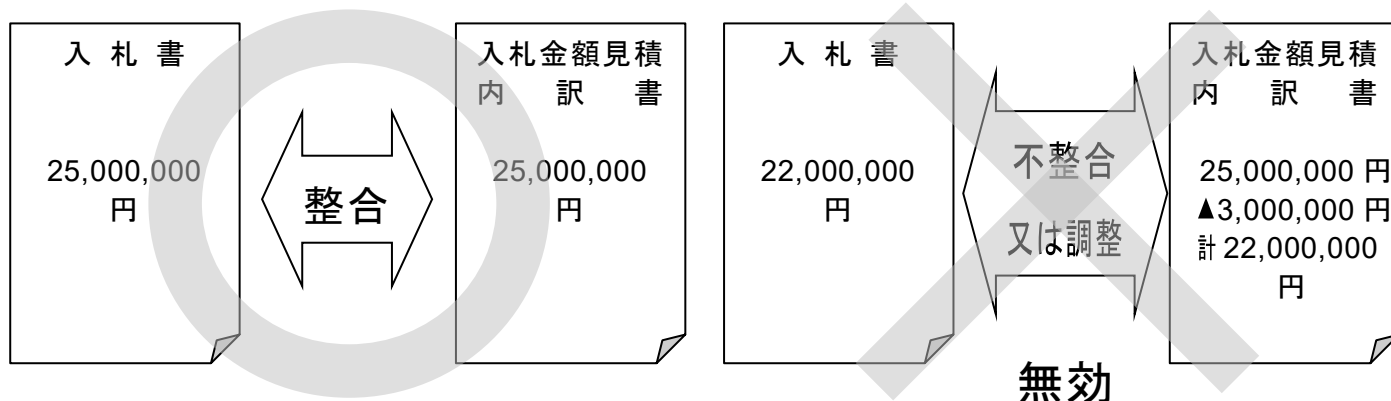 入 札 書
25,000,000
円
整合
入札金額見積
内 訳 書
25,000,000
円
入 札 書
22,000,000
円
不整合
又は調整
無効
入札金額見積
内 訳 書
25,000,000 円
▲3,000,000 円
計 22,000,000
円